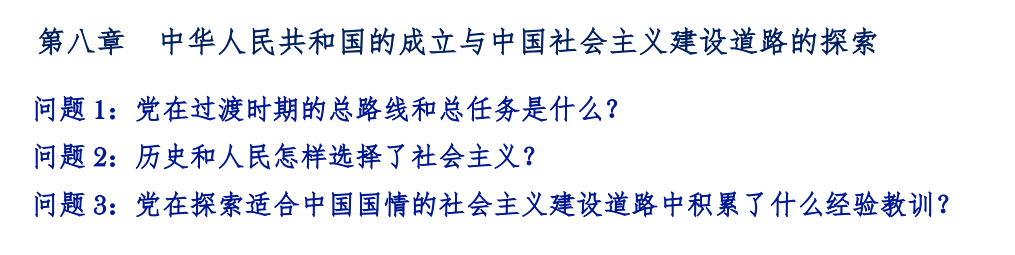 第八章　中华人民共和国的成立与中国社会主义建设道路的探索
问题 1：党在过渡时期的总路线和总任务是什么？
问题 2：历史和人民怎样选择了社会主义？
问题 3：党在探索适合中国国情的社会主义建设道路中积累了什么经验教训？